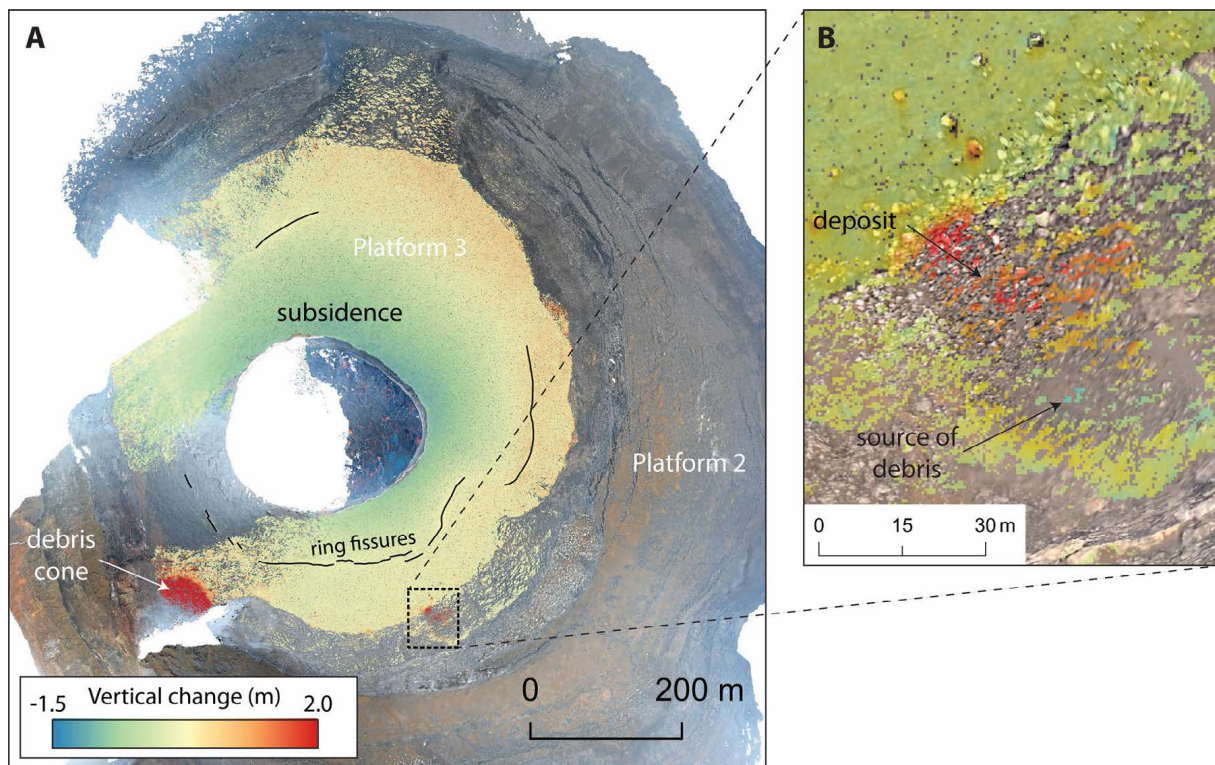 A
Platform 3
subsidence
Platform 2
ring fissures
debris
cone
Vertical change (m)
-1.5
2.0
0
200 m
B
deposit
source of
debris
0
15
30 m